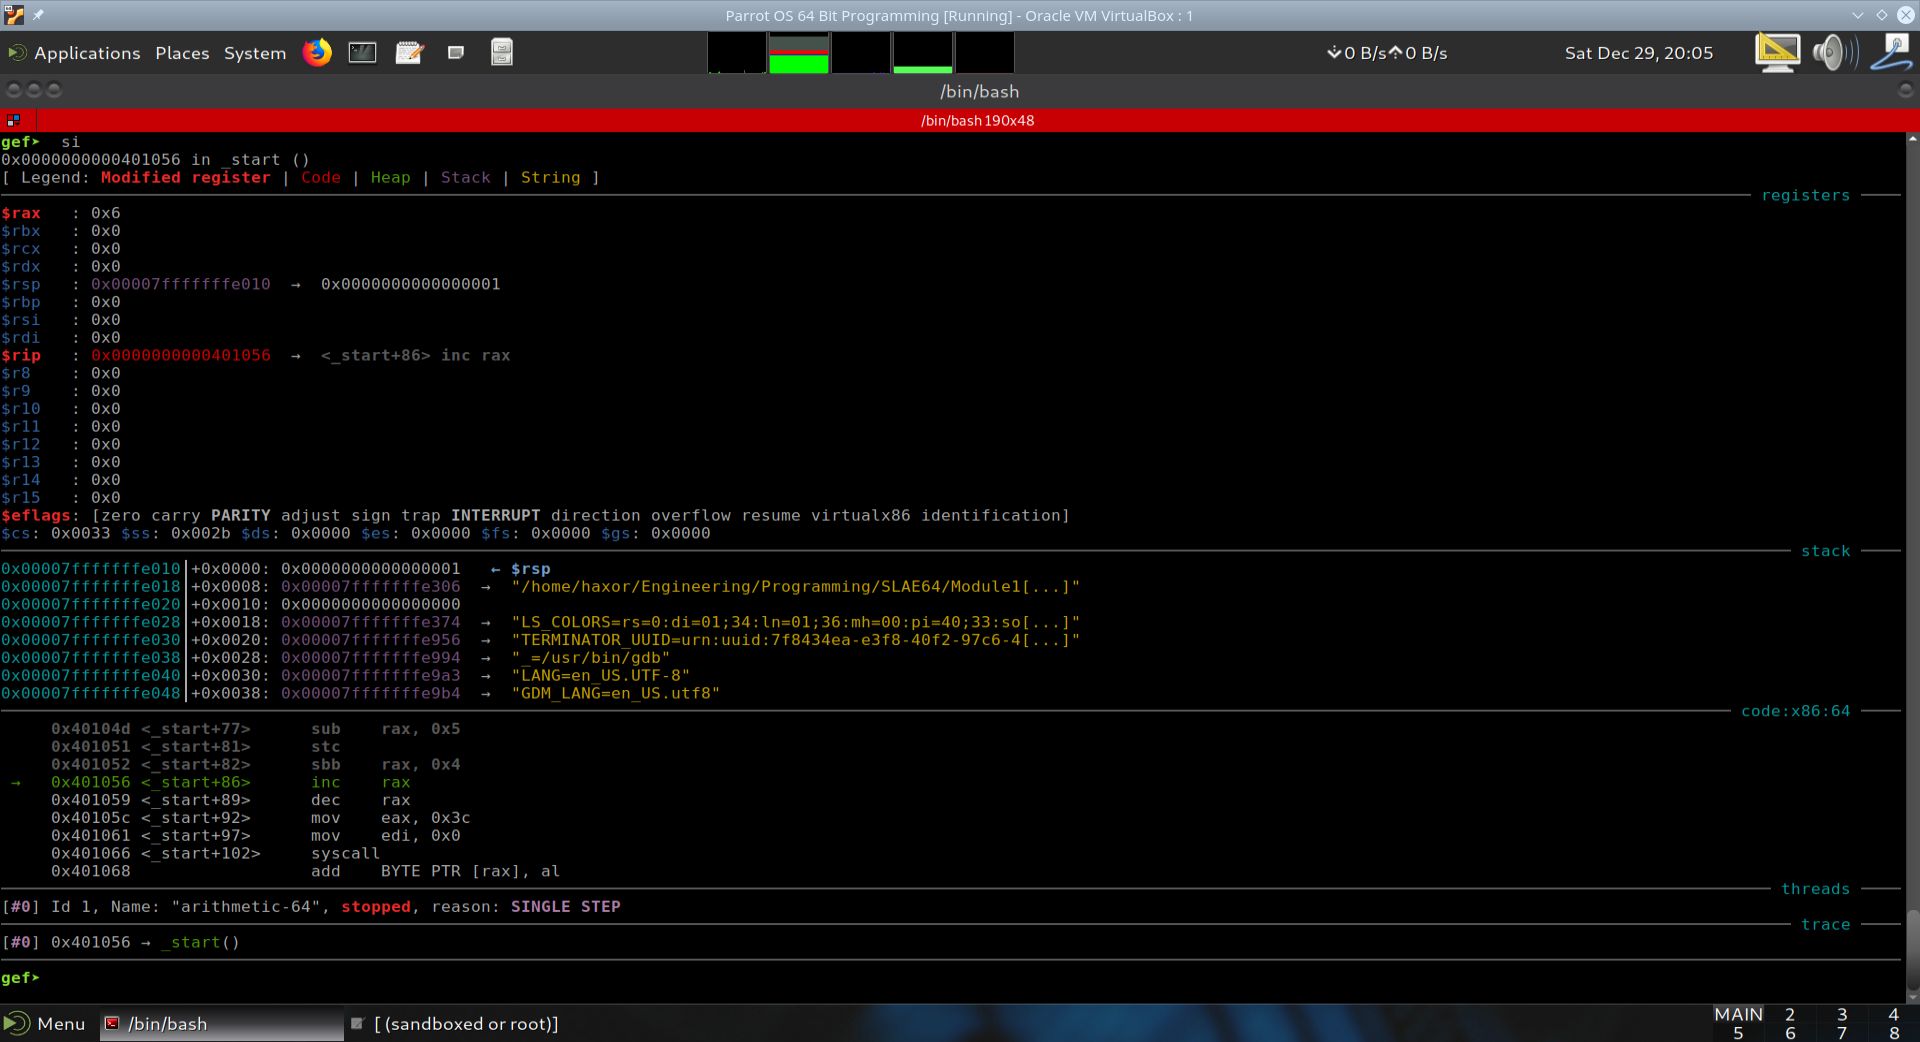 Parrot OS 64 Bit Programming [Running] - Oracle VM VirtualBox : 1
Applications Places System 0 B/s 0 B/s Sat Dec 29, 20:05
/bin/bash
/bin/bash 190x48
gef➤ si
0x0000000000401056 in _start ()
[ Legend: Modified register | Code | Heap | Stack | String ]
registers
$rax : 0x6
$rbx : 0x0
$rcx : 0x0
$rdx : 0x0
$rsp : 0x00007fffffffe010 → 0x0000000000000001
$rbp : 0x0
$rsi : 0x0
$rdi : 0x0
$rip : 0x0000000000401056 → <_start+86> inc rax
$r8 : 0x0
$r9 : 0x0
$r10 : 0x0
$r11 : 0x0
$r12 : 0x0
$r13 : 0x0
$r14 : 0x0
$r15 : 0x0
$eflags: [zero carry PARITY adjust sign trap INTERRUPT direction overflow resume virtualx86 identification]
$cs: 0x0033 $ss: 0x002b $ds: 0x0000 $es: 0x0000 $fs: 0x0000 $gs: 0x0000
stack
0x00007fffffffe010│+0x0000: 0x0000000000000001 ← $rsp
0x00007fffffffe018│+0x0008: 0x00007fffffffe306 → "/home/haxor/Engineering/Programming/SLAE64/Module1[...]"
0x00007fffffffe020│+0x0010: 0x0000000000000000
0x00007fffffffe028│+0x0018: 0x00007fffffffe374 → "LS_COLORS=rs=0:di=01;34:ln=01;36:mh=00:pi=40;33:so[...]"
0x00007fffffffe030│+0x0020: 0x00007fffffffe956 → "TERMINATOR_UUID=urn:uuid:7f8434ea-e3f8-40f2-97c6-4[...]"
0x00007fffffffe038│+0x0028: 0x00007fffffffe994 → "_=/usr/bin/gdb"
0x00007fffffffe040│+0x0030: 0x00007fffffffe9a3 → "LANG=en_US.UTF-8"
0x00007fffffffe048│+0x0038: 0x00007fffffffe9b4 → "GDM_LANG=en_US.utf8"
code:x86:64
0x40104d <_start+77> sub rax, 0x5
0x401051 <_start+81> stc
0x401052 <_start+82> sbb rax, 0x4
→ 0x401056 <_start+86> inc rax
0x401059 <_start+89> dec rax
0x40105c <_start+92> mov eax, 0x3c
0x401061 <_start+97> mov edi, 0x0
0x401066 <_start+102> syscall
0x401068 add BYTE PTR [rax], al
threads
[#0] Id 1, Name: "arithmetic-64", stopped, reason: SINGLE STEP
trace
[#0] 0x401056 → _start()
gef➤
Menu /bin/bash [ (sandboxed or root)] MAIN 2 3 4
5 6 7 8